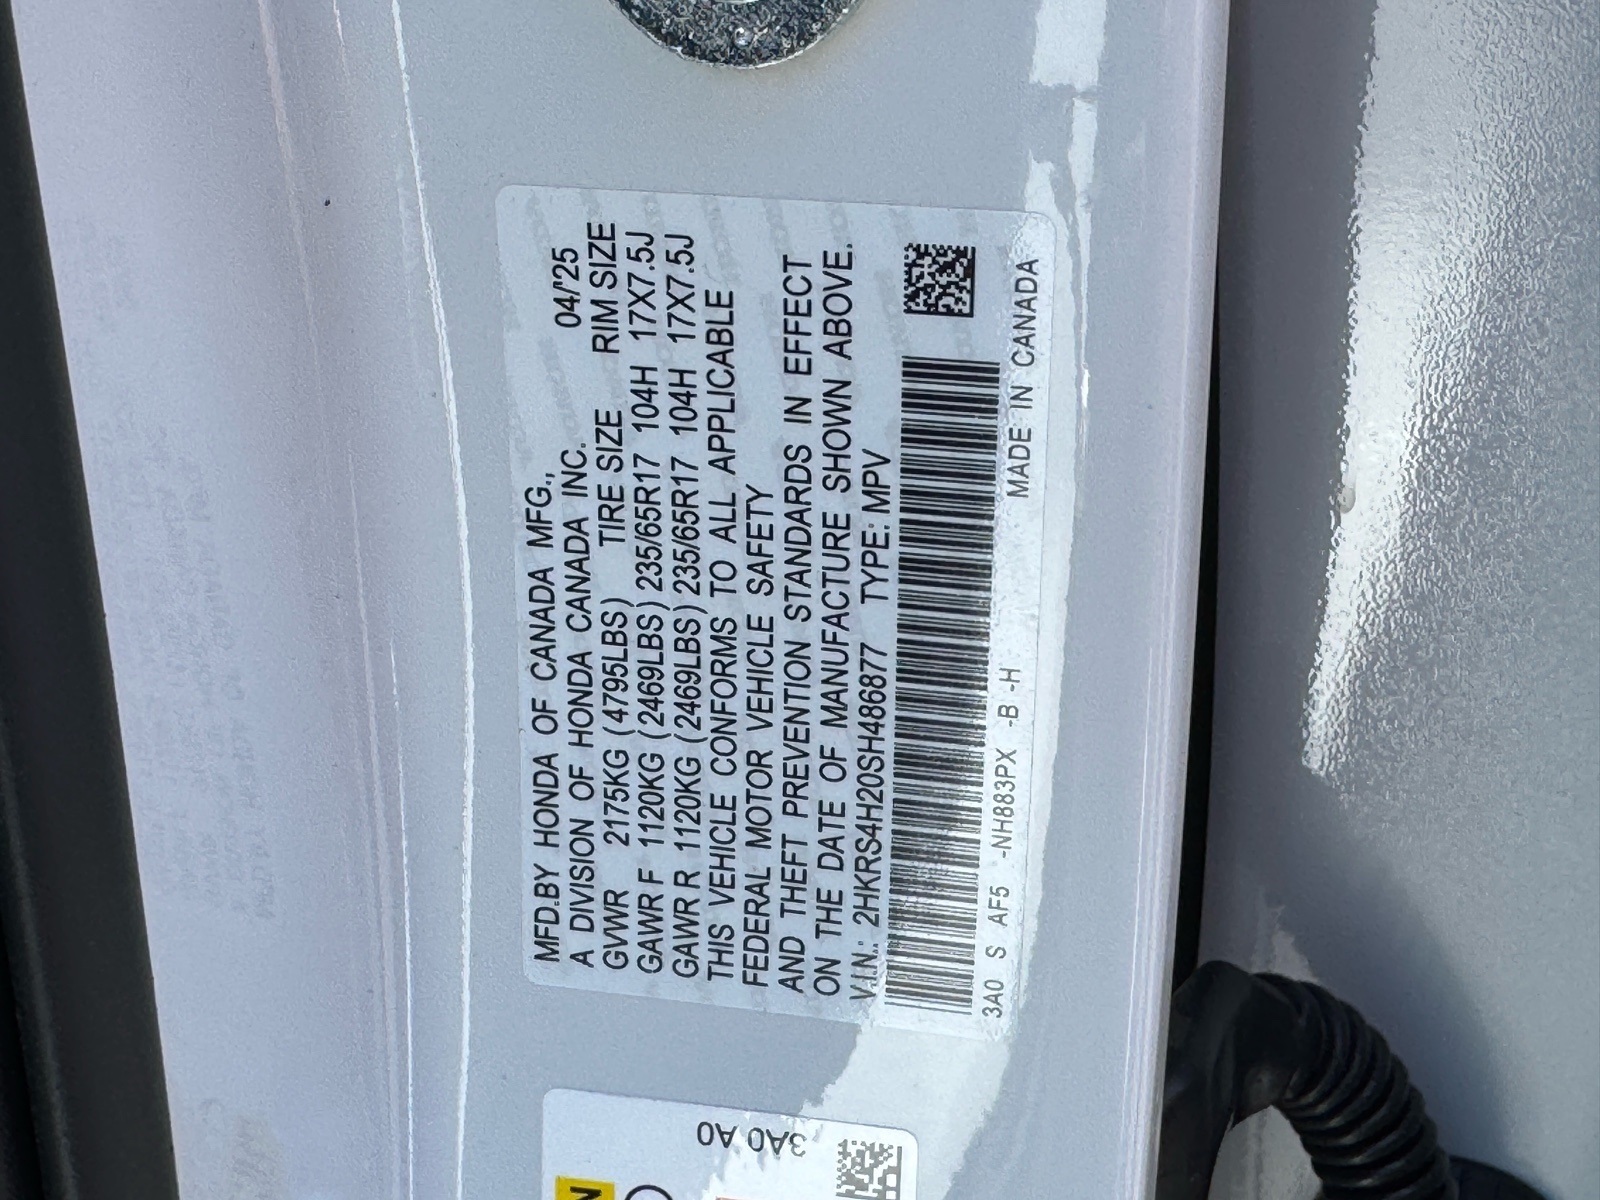 MFD.BY HONDA OF CANADA MFG.,
A DIVISION OF HONDA CANADA INC. 04/'25
GVWR 2175KG (4795LBS) TIRE SIZE RIM SIZE
GAWR F 1120KG (2469LBS) 235/65R17 104H 17X7.5J
GAWR R 1120KG (2469LBS) 235/65R17 104H 17X7.5J
THIS VEHICLE CONFORMS TO ALL APPLICABLE
FEDERAL MOTOR VEHICLE SAFETY
AND THEFT PREVENTION STANDARDS IN EFFECT
ON THE DATE OF MANUFACTURE SHOWN ABOVE.
V.I.N.: 2HKRS4H20SH486877 TYPE: MPV
3A0 S AF5 -NH883PX -B -H MADE IN CANADA
3A0 A0